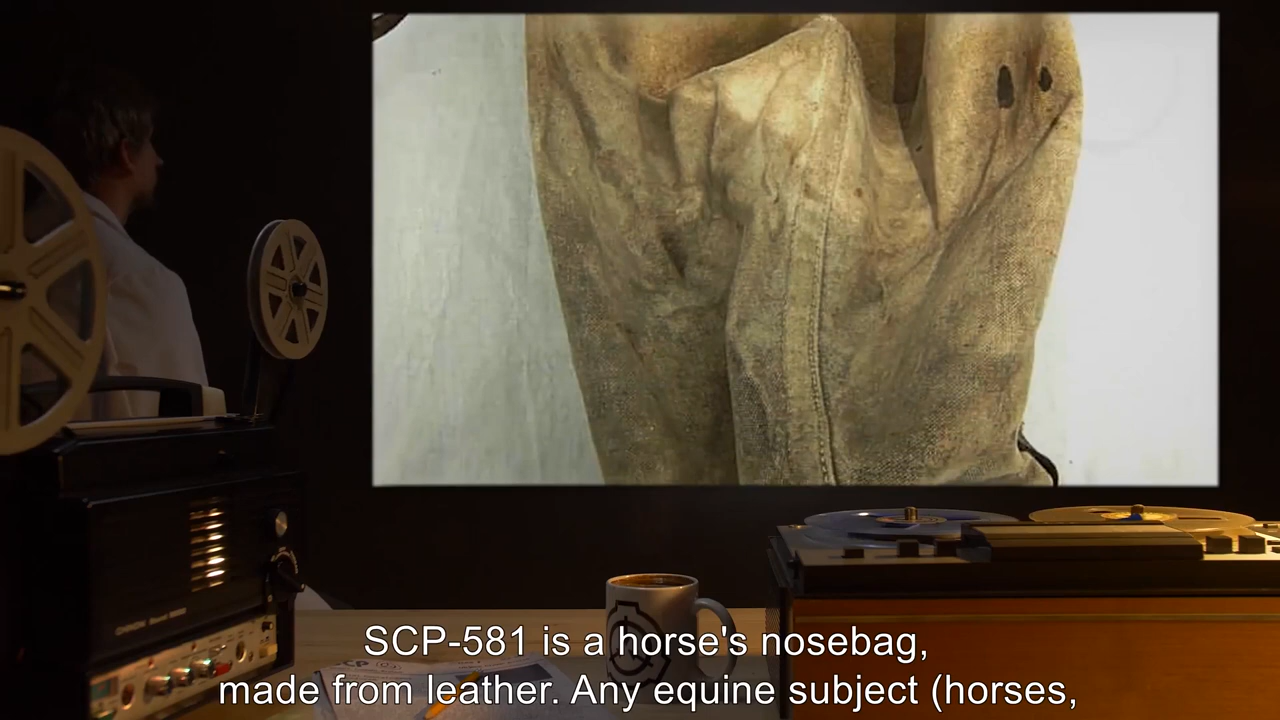 SCP-581 is a horse's nosebag,
made from leather. Any equine subject (horses,